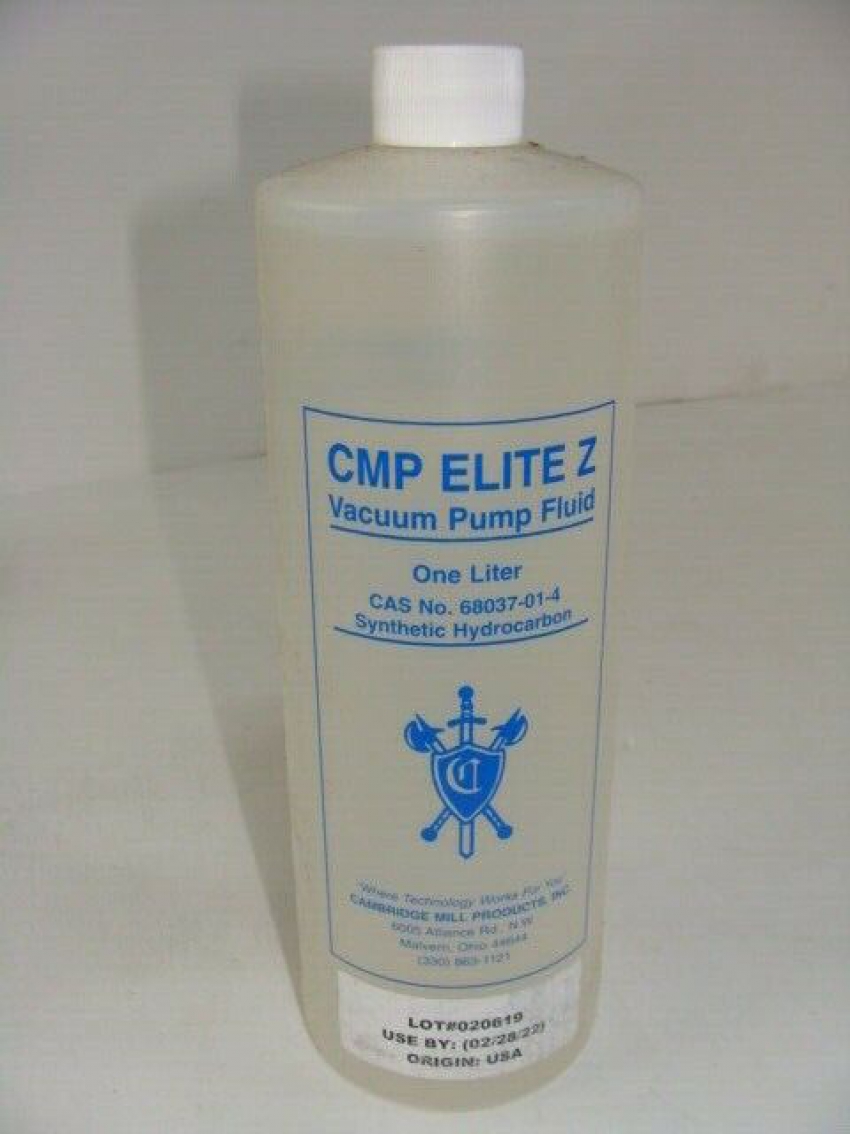 CMP ELITE Z
Vacuum Pump Fluid
One Liter
CAS No. 68037-01-4
Synthetic Hydrocarbon
C
"Where Technology Works For You"
CAMBRIDGE MILL PRODUCTS, INC.
6005 Alliance Rd., N.W.
Malvern, Ohio 44644
(330) 863-1121
LOT#020619
USE BY: (02/28/22)
ORIGIN: USA